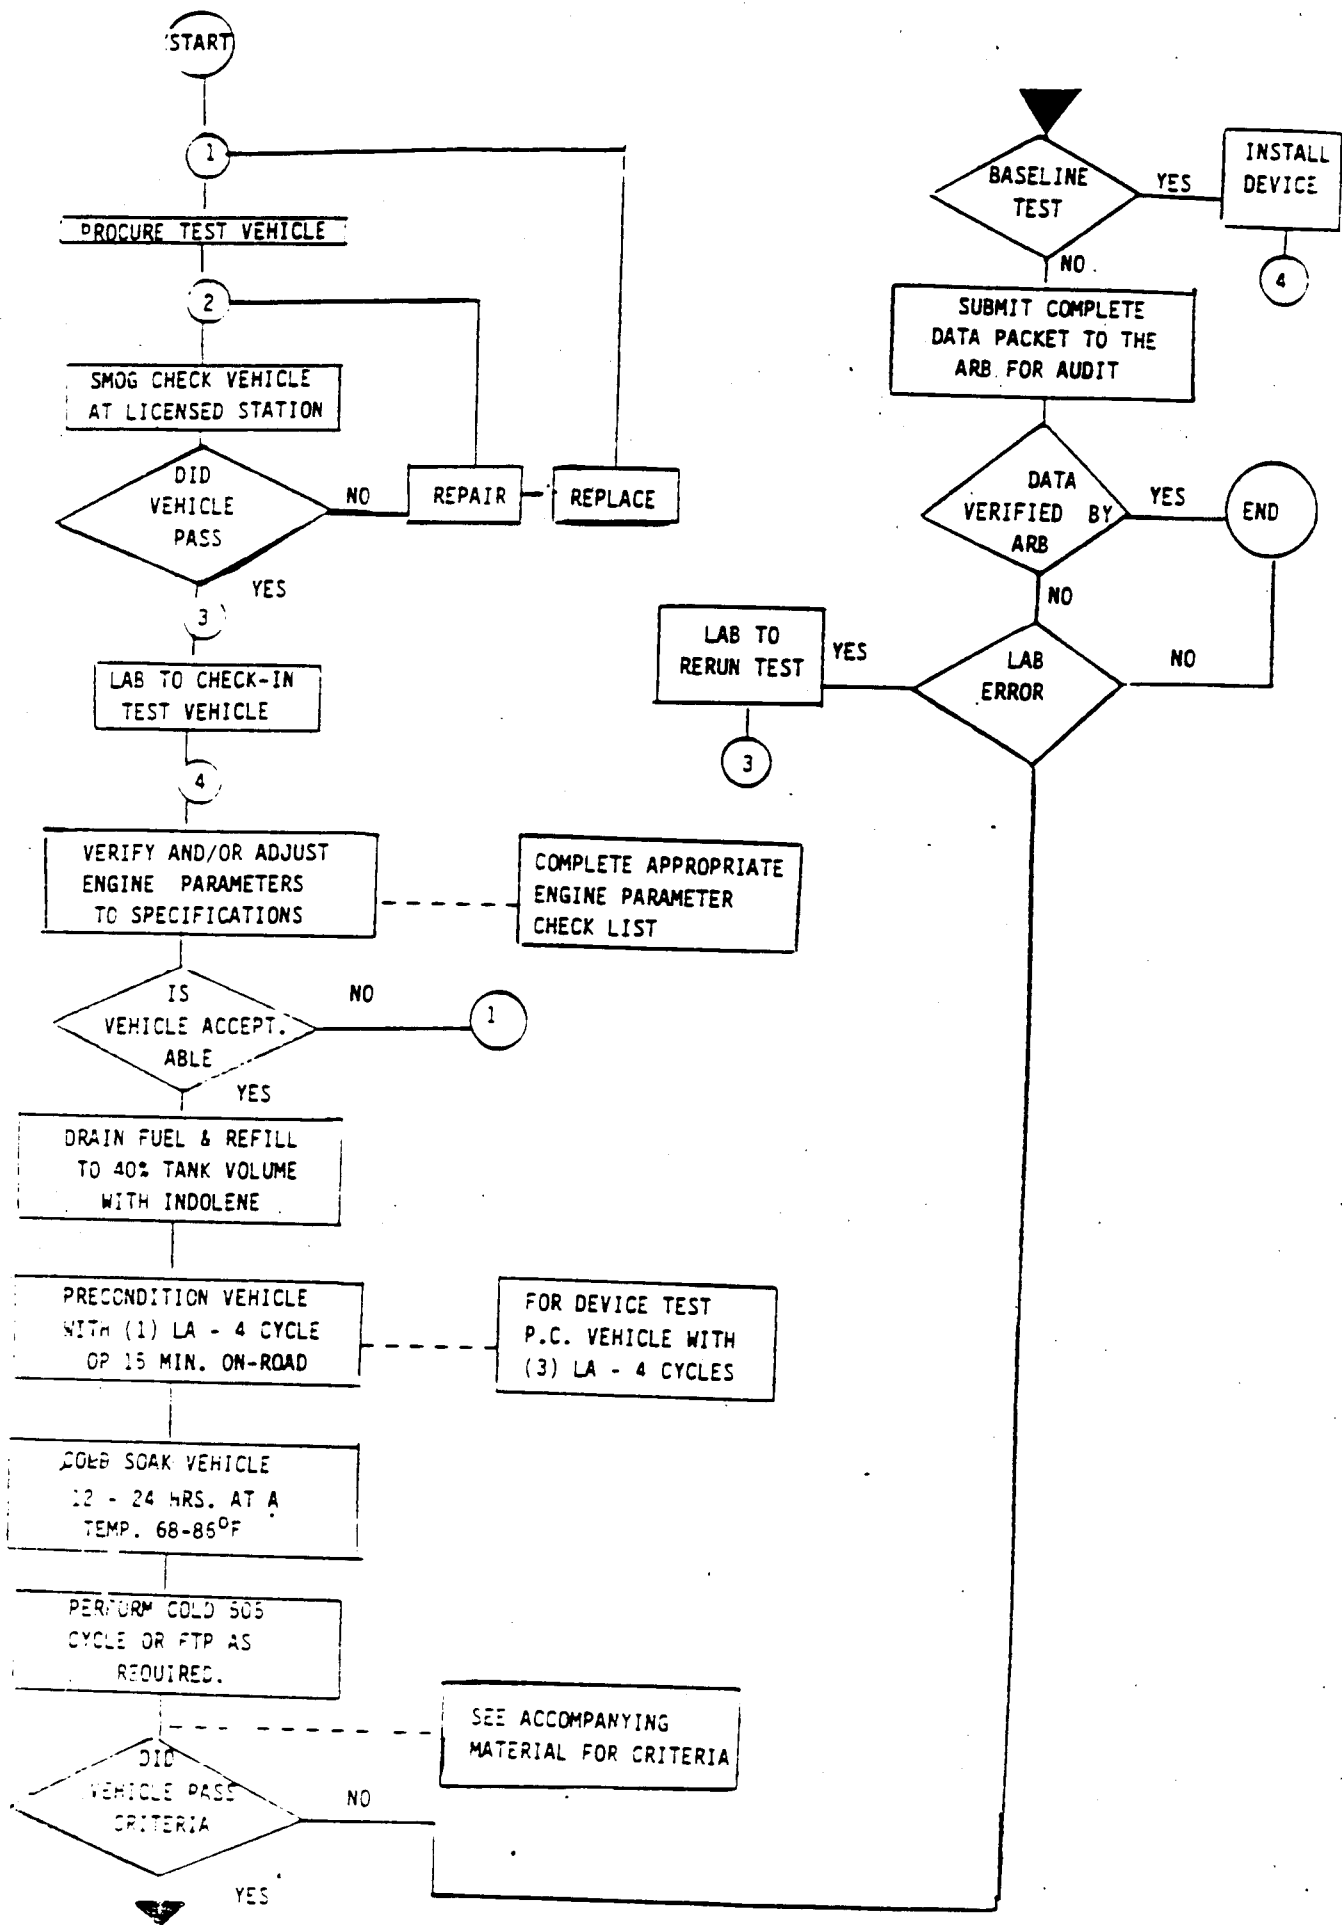 START
1
PROCURE TEST VEHICLE
2
SMOG CHECK VEHICLE
AT LICENSED STATION
DID
VEHICLE
PASS
NO
REPAIR
REPLACE
YES
3
LAB TO CHECK-IN
TEST VEHICLE
4
VERIFY AND/OR ADJUST
ENGINE PARAMETERS
TO SPECIFICATIONS
COMPLETE APPROPRIATE
ENGINE PARAMETER
CHECK LIST
IS
VEHICLE ACCEPT.
ABLE
NO
1
YES
DRAIN FUEL & REFILL
TO 40% TANK VOLUME
WITH INDOLENE
PRECONDITION VEHICLE
WITH (1) LA - 4 CYCLE
OR 15 MIN. ON-ROAD
FOR DEVICE TEST
P.C. VEHICLE WITH
(3) LA - 4 CYCLES
COLD SOAK VEHICLE
12 - 24 HRS. AT A
TEMP. 68-86°F
PERFORM COLD 505
CYCLE OR FTP AS
REQUIRED.
SEE ACCOMPANYING
MATERIAL FOR CRITERIA
DID
VEHICLE PASS
CRITERIA
NO
YES
BASELINE
TEST
YES
INSTALL
DEVICE
4
NO
SUBMIT COMPLETE
DATA PACKET TO THE
ARB FOR AUDIT
DATA
VERIFIED BY
ARB
YES
END
NO
LAB
ERROR
NO
YES
LAB TO
RERUN TEST
3